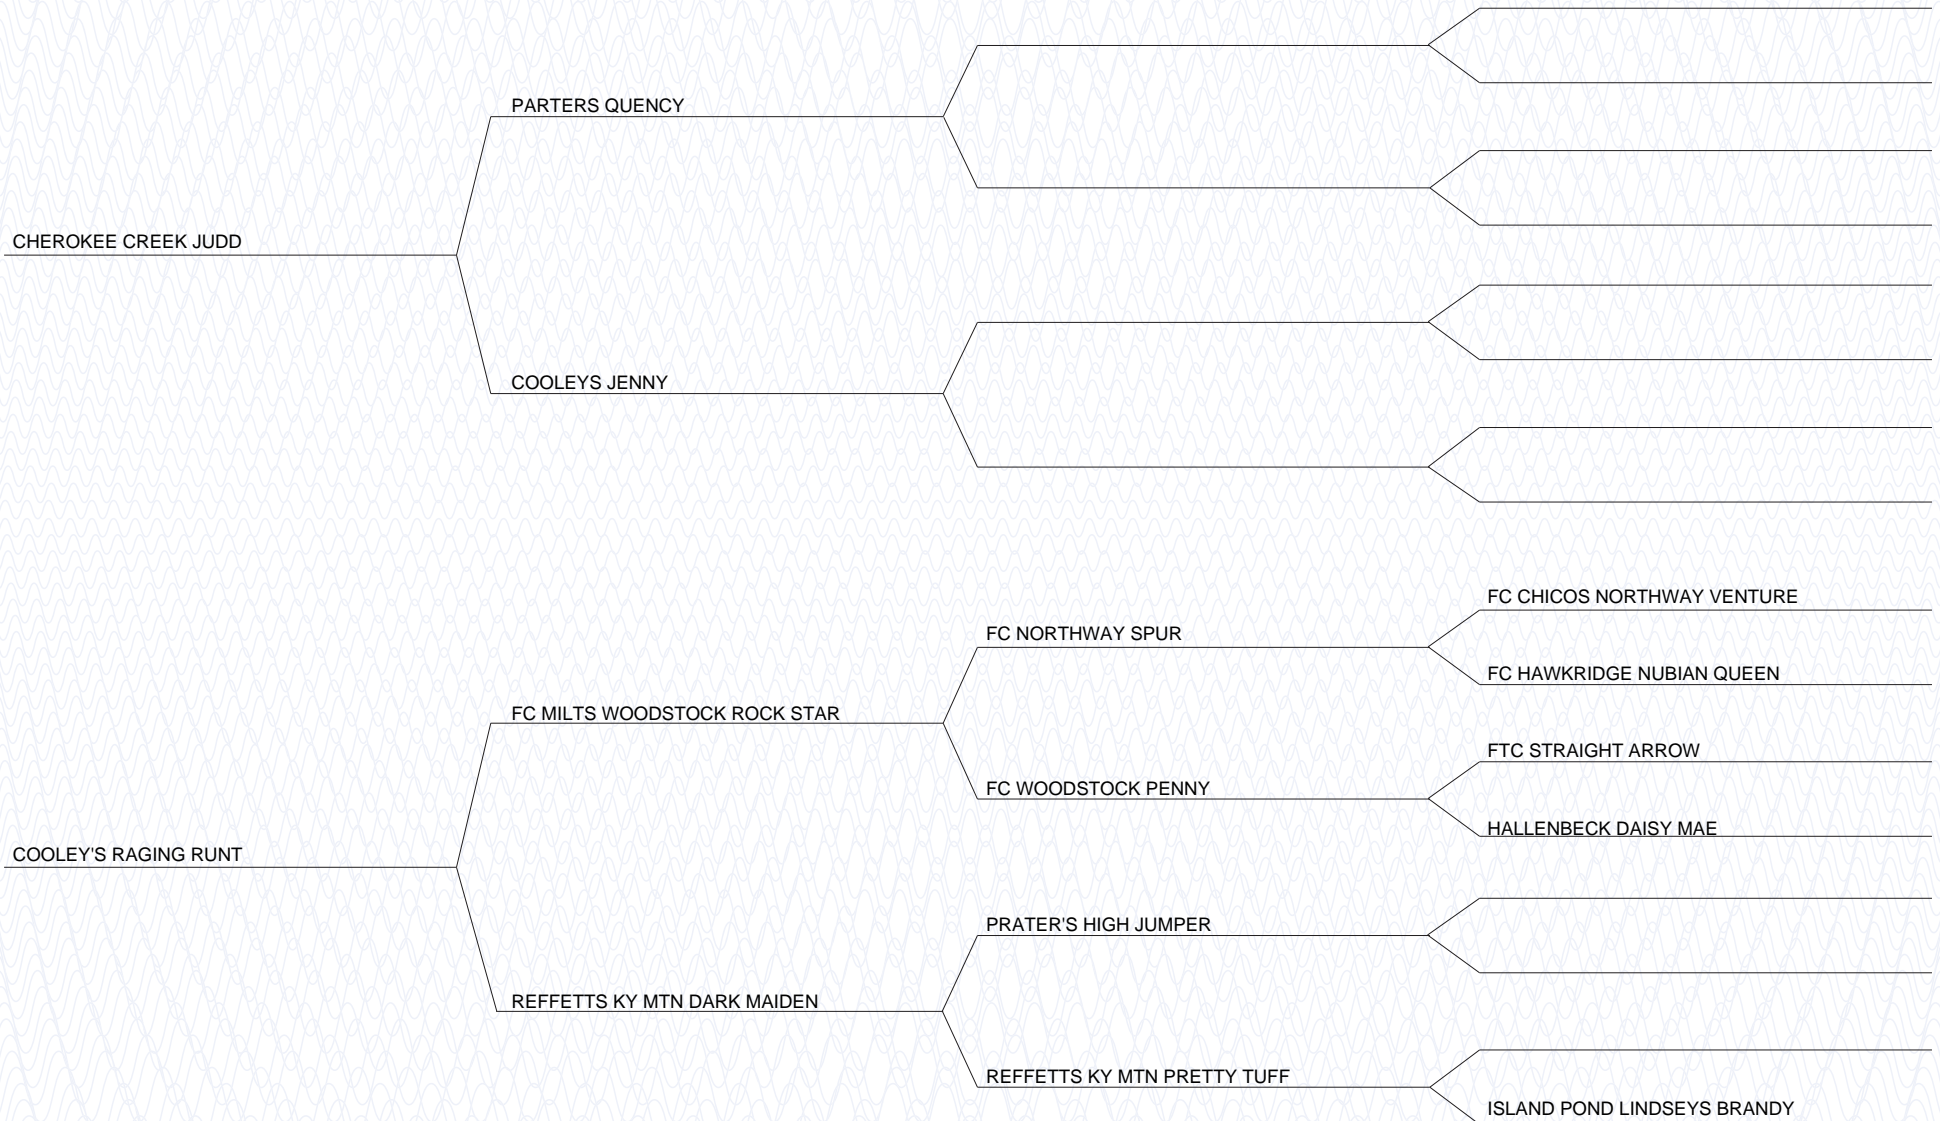 PARTERS QUENCY
CHEROKEE CREEK JUDD
COOLEYS JENNY
FC CHICOS NORTHWAY VENTURE
FC NORTHWAY SPUR
FC HAWKRIDGE NUBIAN QUEEN
FC MILTS WOODSTOCK ROCK STAR
FTC STRAIGHT ARROW
FC WOODSTOCK PENNY
HALLENBECK DAISY MAE
COOLEY'S RAGING RUNT
PRATER'S HIGH JUMPER
REFFETTS KY MTN DARK MAIDEN
REFFETTS KY MTN PRETTY TUFF
ISLAND POND LINDSEYS BRANDY